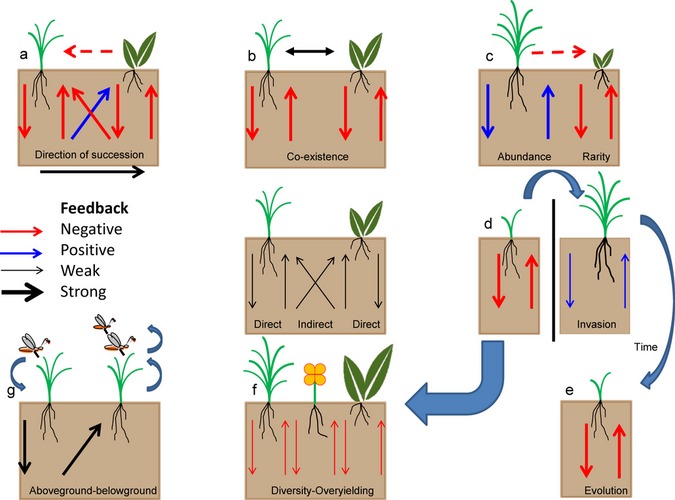 a
Direction of succession
b
Co-existence
c
Abundance Rarity
Feedback
Negative
Positive
Weak
Strong
Direct Indirect Direct
d
Invasion
Time
g
Aboveground-belowground
f
Diversity-Overyielding
e
Evolution